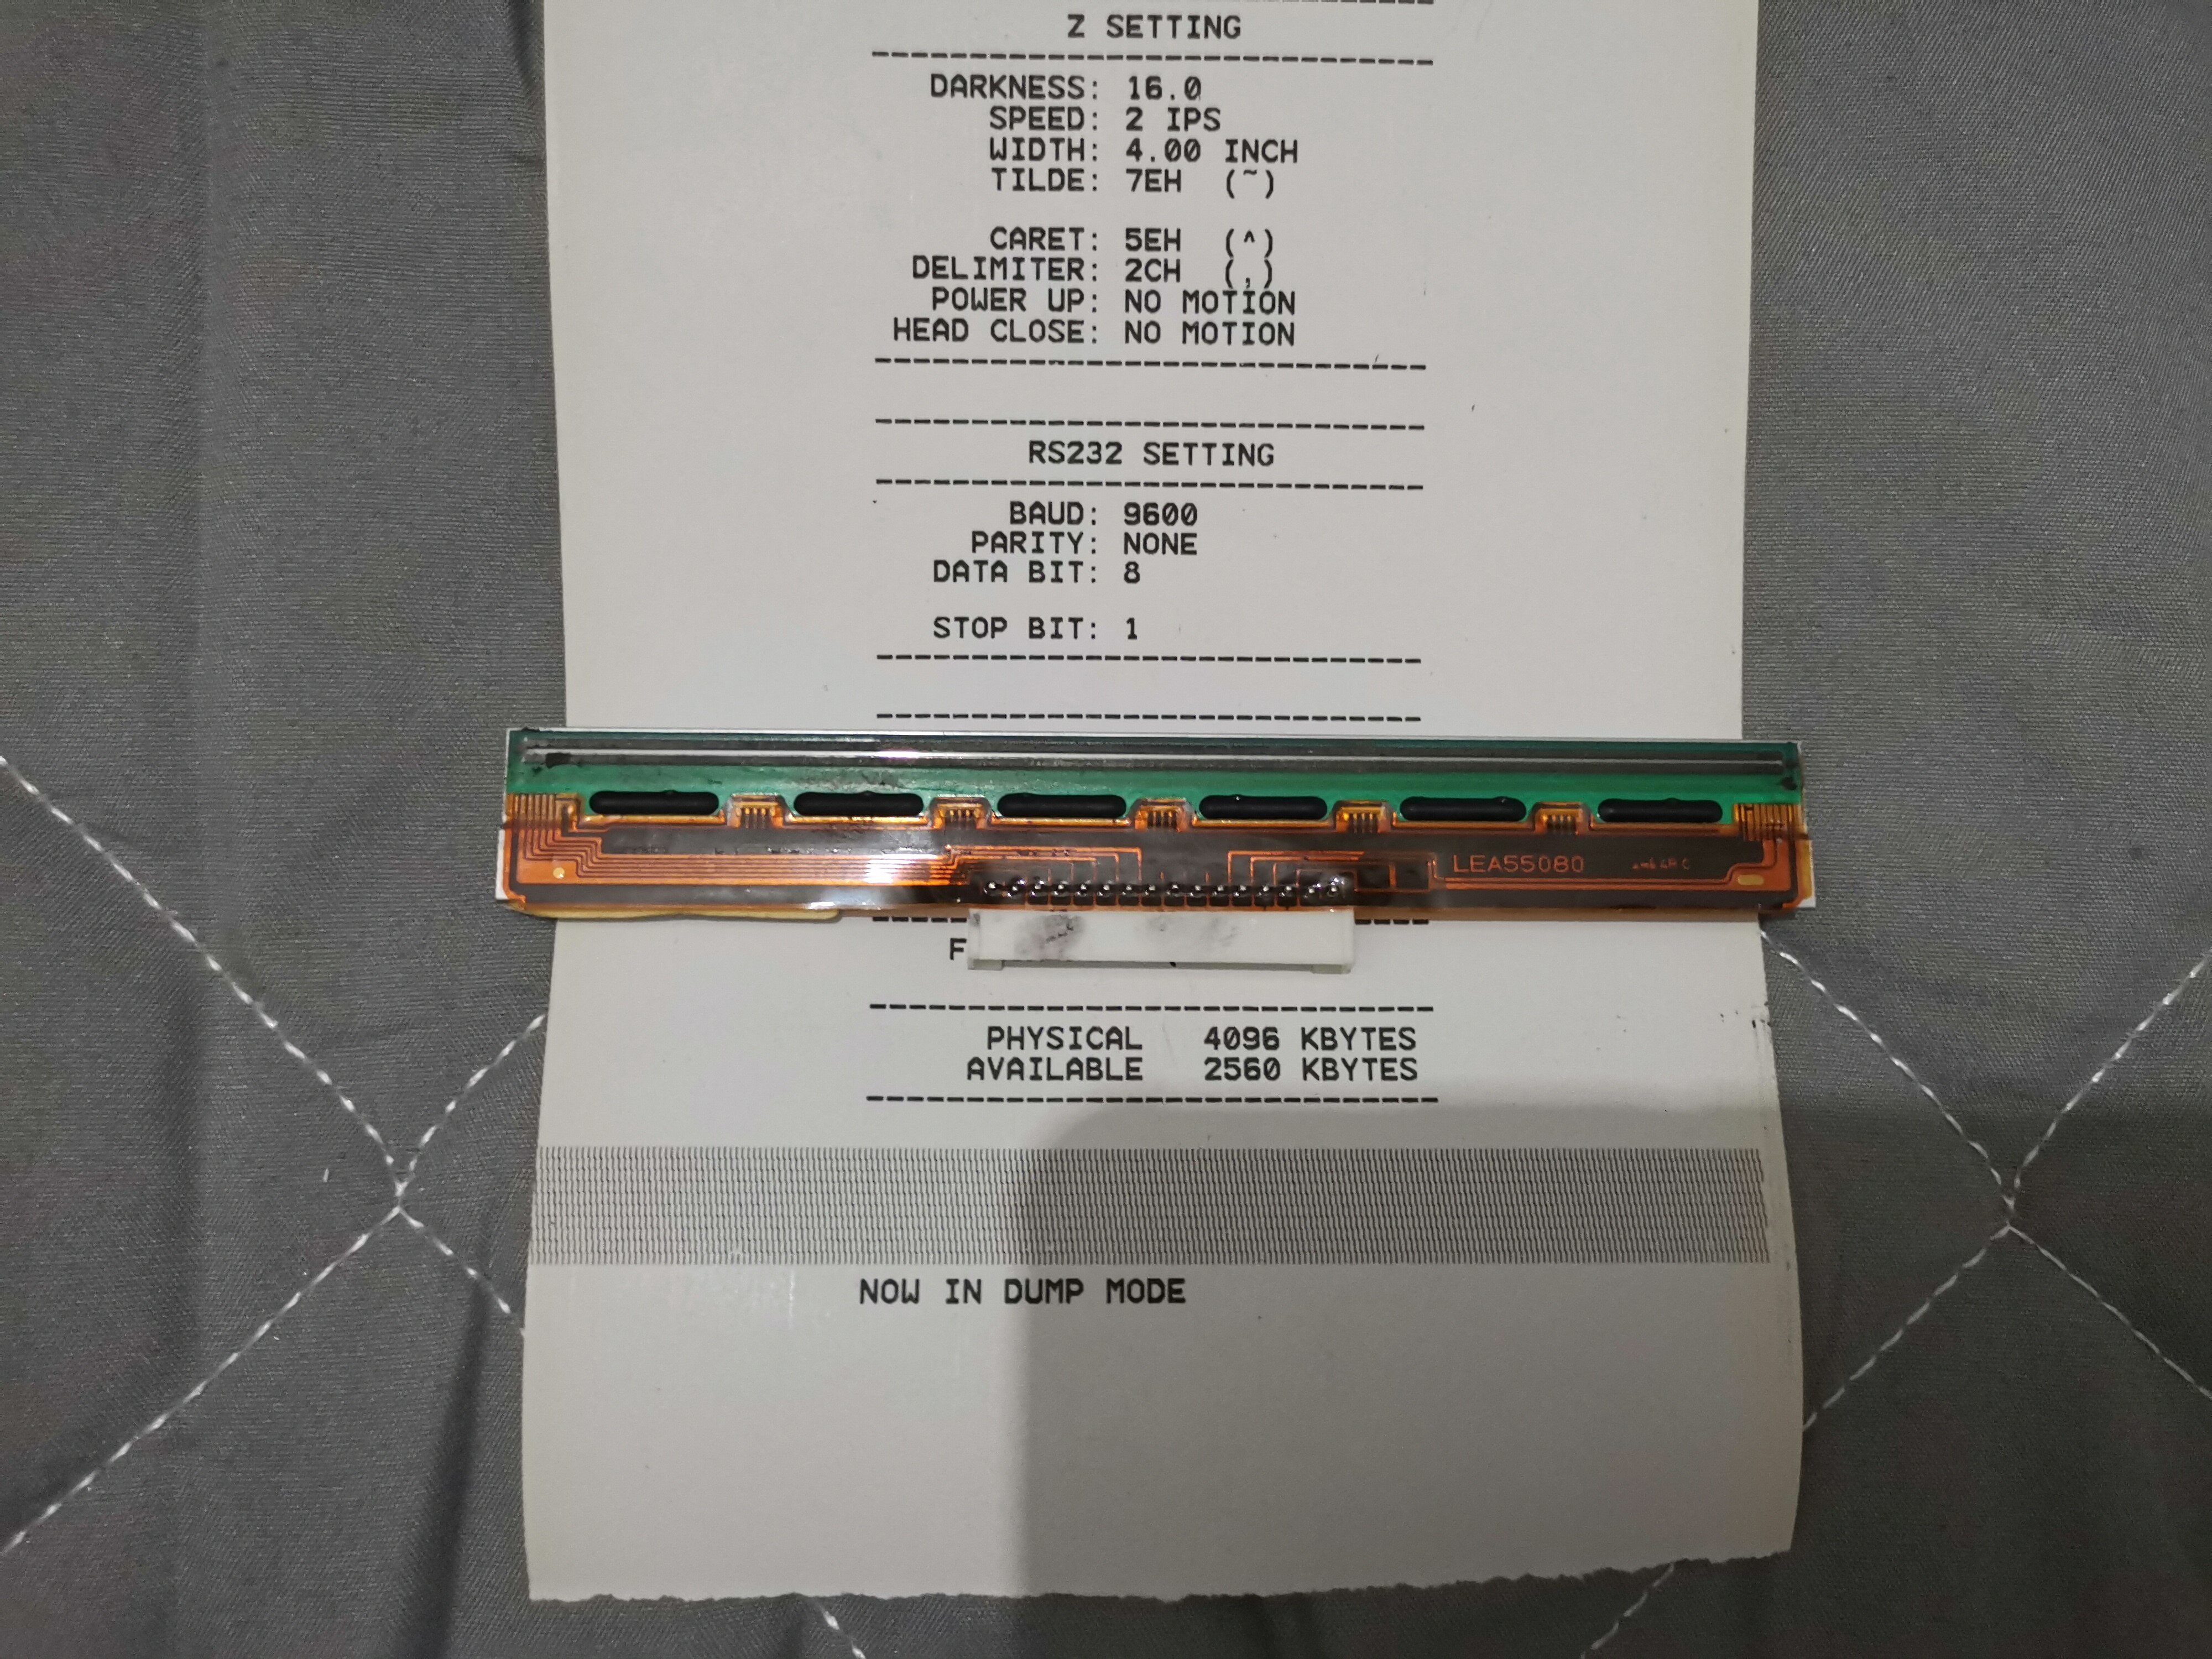 Z SETTING
DARKNESS: 16.0
SPEED: 2 IPS
WIDTH: 4.00 INCH
TILDE: 7EH (~)
CARET: 5EH (^)
DELIMITER: 2CH (,)
POWER UP: NO MOTION
HEAD CLOSE: NO MOTION
RS232 SETTING
BAUD: 9600
PARITY: NONE
DATA BIT: 8
STOP BIT: 1
LEA55080
F
PHYSICAL 4096 KBYTES
AVAILABLE 2560 KBYTES
NOW IN DUMP MODE